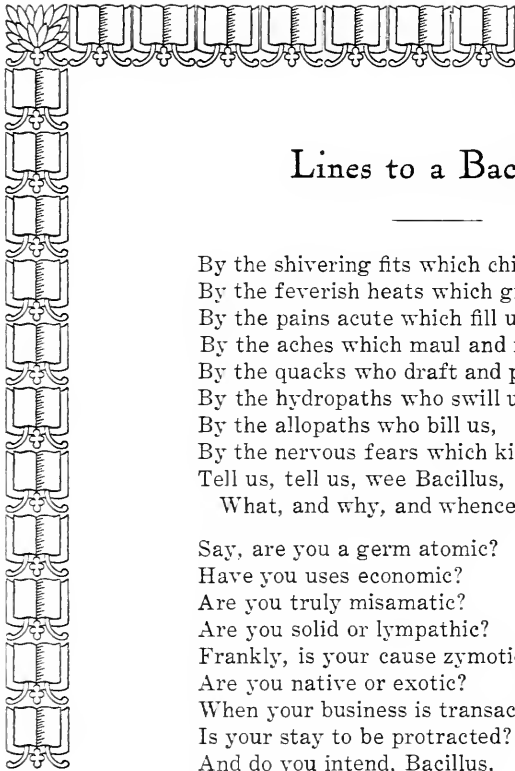 Lines to a Bac
By the shivering fits which chi
By the feverish heats which g
By the pains acute which fill u
By the aches which maul and
By the quacks who draft and p
By the hydropaths who swill u
By the allopaths who bill us,
By the nervous fears which ki
Tell us, tell us, wee Bacillus,
What, and why, and whence
Say, are you a germ atomic?
Have you uses economic?
Are you truly misamatic?
Are you solid or lympathic?
Frankly, is your cause zymoti
Are you native or exotic?
When your business is transac
Is your stay to be protracted?
And do you intend, Bacillus,